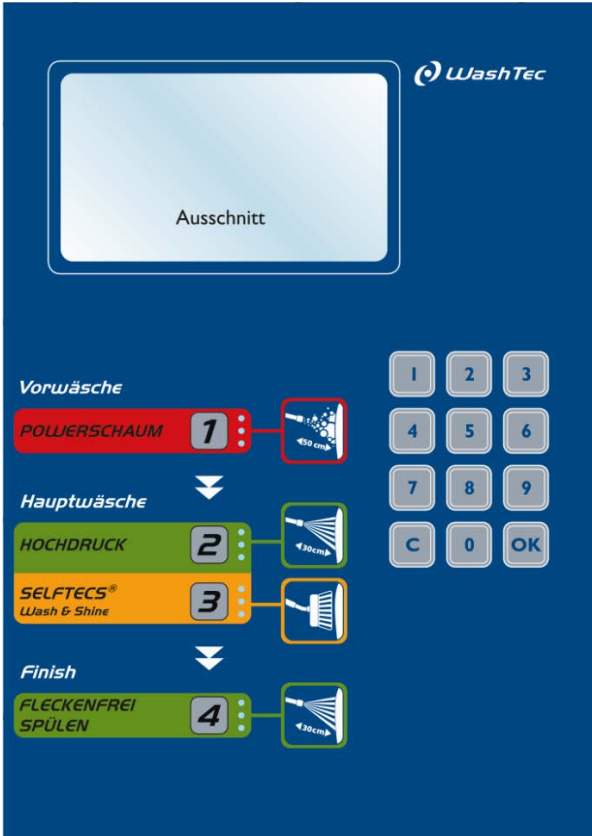 WashTec
Ausschnitt
Vorwäsche
POWERSCHAUM 1
50 cm
Hauptwäsche
HOCHDRUCK 2
30cm
SELFTECS®
Wash & Shine 3
Finish
FLECKENFREI
SPÜLEN 4
30cm
1 2 3
4 5 6
7 8 9
C 0 OK